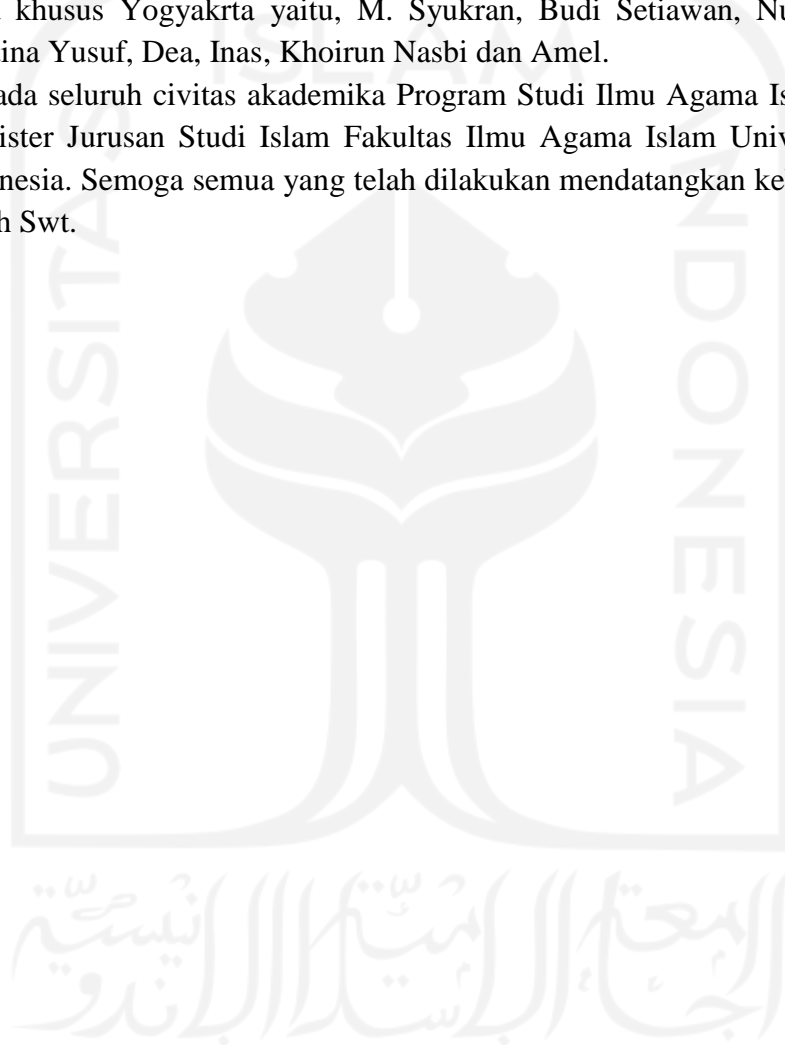 khusus Yogyakrta yaitu, M. Syukran, Budi Setiawan, Nu
ina Yusuf, Dea, Inas, Khoirun Nasbi dan Amel.
ada seluruh civitas akademika Program Studi Ilmu Agama Is
ister Jurusan Studi Islam Fakultas Ilmu Agama Islam Univ
nesia. Semoga semua yang telah dilakukan mendatangkan ke
h Swt.
ISLAM
UNIVERSITAS
NDONESIA